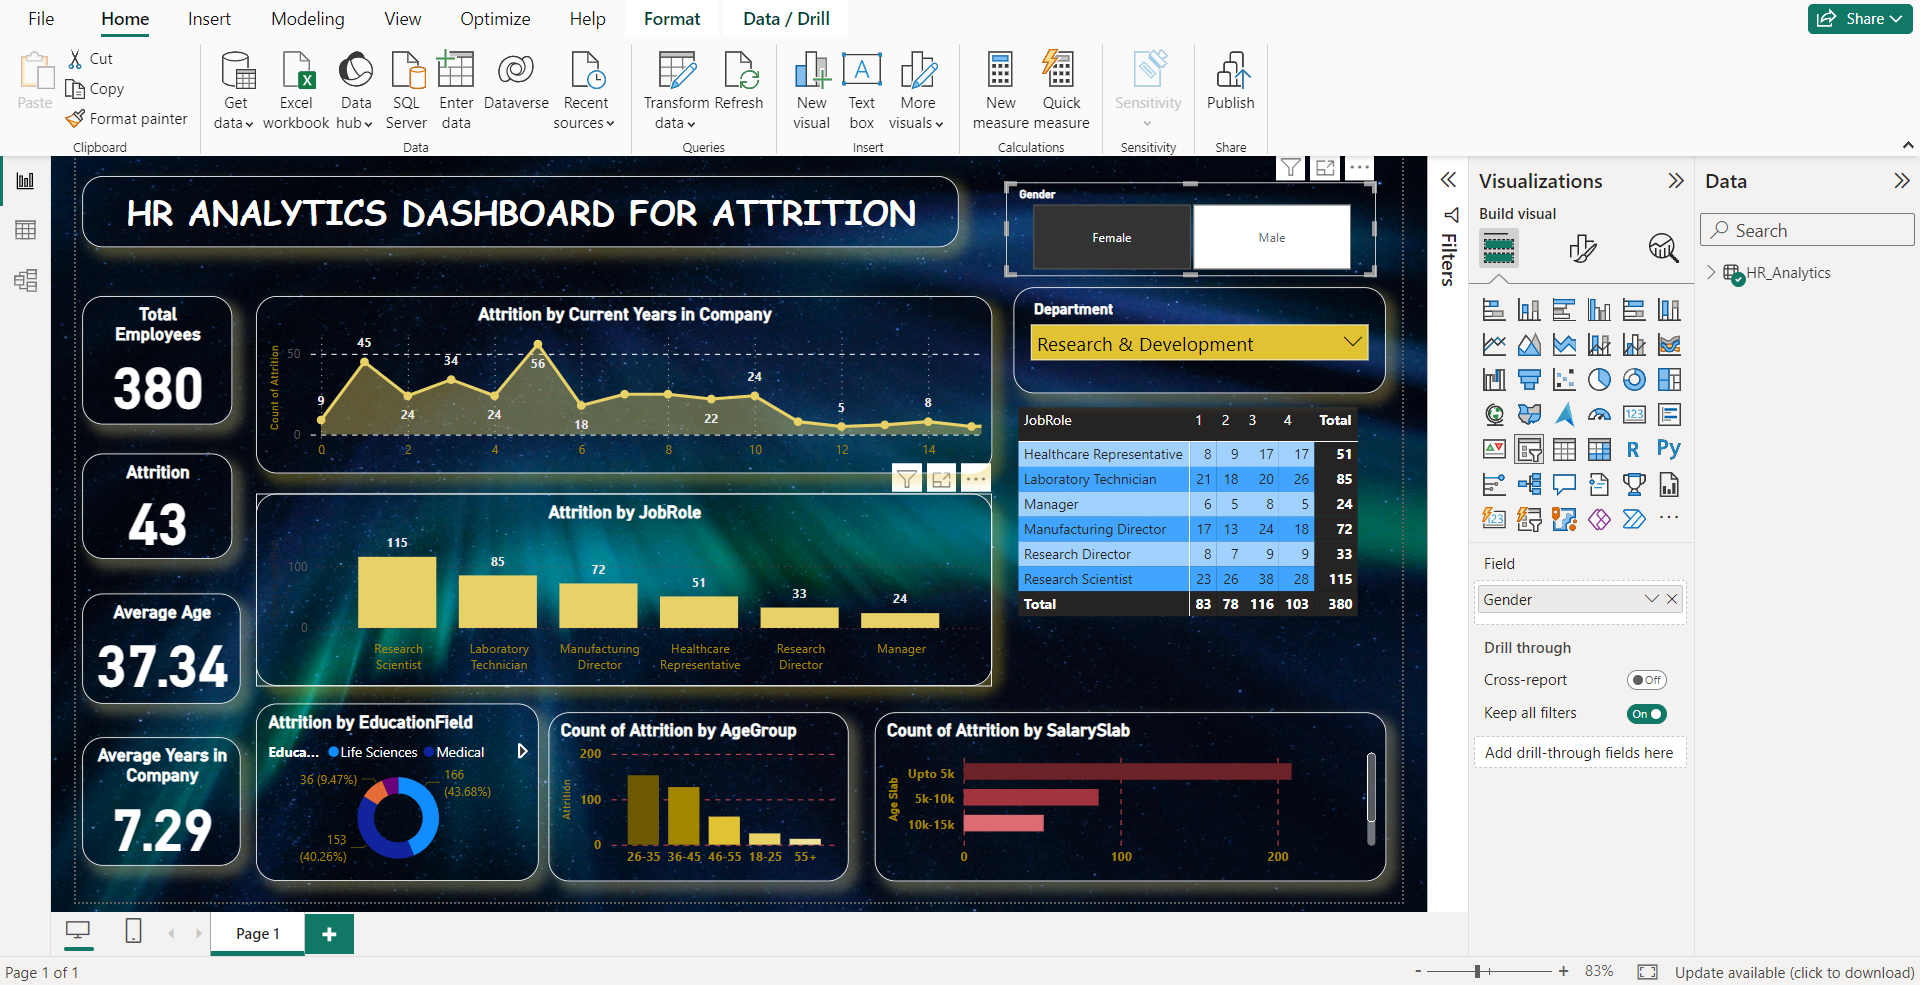 File Home Insert Modeling View Optimize Help Format Data / Drill Share
Paste
Cut
Copy
Format painter
Clipboard
Get data
Excel workbook
Data hub
SQL Server
Enter data
Dataverse
Recent sources
Data
Transform data
Refresh
Queries
New visual
Text box
More visuals
Insert
New measure
Quick measure
Calculations
Sensitivity
Sensitivity
Publish
Share
HR ANALYTICS DASHBOARD FOR ATTRITION
Gender
Female Male
Department
Research & Development
Total
Employees
380
Attrition
43
Average Age
37.34
Average Years in
Company
7.29
Attrition by Current Years in Company
Count of Attrition
50
0
9 45 24 34 24 56 18 22 24 5 8
0 2 4 6 8 10 12 14
Attrition by JobRole
100
0
115 85 72 51 33 24
Research Scientist
Laboratory Technician
Manufacturing Director
Healthcare Representative
Research Director
Manager
JobRole 1 2 3 4 Total
Healthcare Representative 8 9 17 17 51
Laboratory Technician 21 18 20 26 85
Manager 6 5 8 5 24
Manufacturing Director 17 13 24 18 72
Research Director 8 7 9 9 33
Research Scientist 23 26 38 28 115
Total 83 78 116 103 380
Attrition by EducationField
Educa... Life Sciences Medical
36 (9.47%)
166
(43.68%)
153
(40.26%)
Count of Attrition by AgeGroup
Attrition
200
100
0
26-35 36-45 46-55 18-25 55+
Count of Attrition by SalarySlab
Age Slab
Upto 5k
5k-10k
10k-15k
0 100 200
Filters
Visualizations
Build visual
123
R Py
123
Field
Gender
Drill through
Cross-report Off
Keep all filters On
Add drill-through fields here
Data
Search
HR_Analytics
Page 1
Page 1 of 1
- + 83% Update available (click to download)